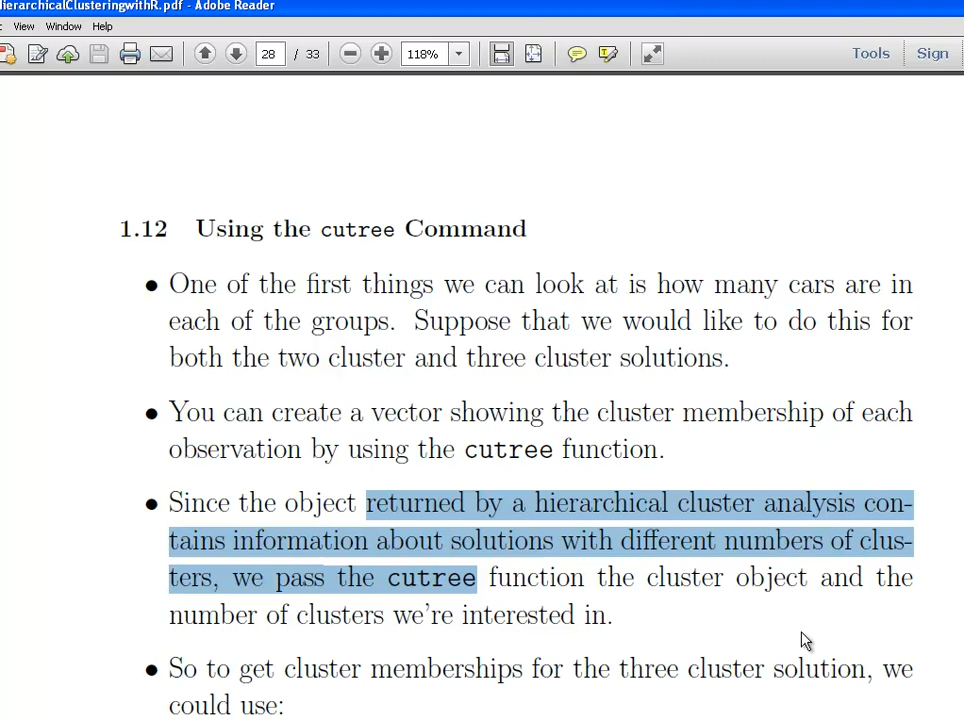 HierarchicalClusteringwithR.pdf - Adobe Reader
View Window Help
28 / 33 118% Tools Sign
1.12 Using the cutree Command
• One of the first things we can look at is how many cars are in
each of the groups. Suppose that we would like to do this for
both the two cluster and three cluster solutions.
• You can create a vector showing the cluster membership of each
observation by using the cutree function.
• Since the object returned by a hierarchical cluster analysis con-
tains information about solutions with different numbers of clus-
ters, we pass the cutree function the cluster object and the
number of clusters we're interested in.
• So to get cluster memberships for the three cluster solution, we
could use: